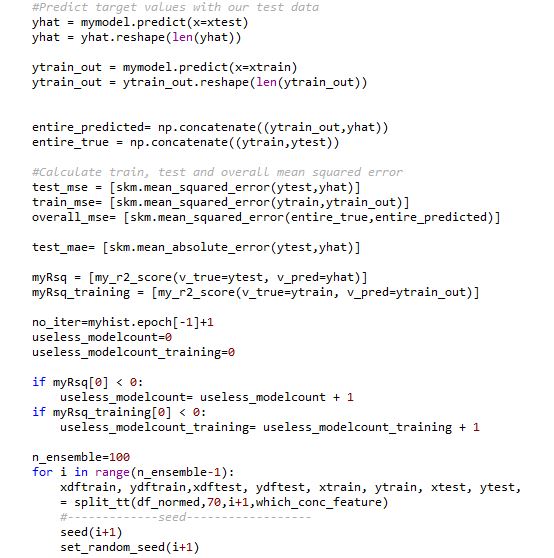 #Predict target values with our test data
yhat = mymodel.predict(x=xtest)
yhat = yhat.reshape(len(yhat))
ytrain_out = mymodel.predict(x=xtrain)
ytrain_out = ytrain_out.reshape(len(ytrain_out))
entire_predicted= np.concatenate((ytrain_out,yhat))
entire_true = np.concatenate((ytrain,ytest))
#Calculate train, test and overall mean squared error
test_mse = [skm.mean_squared_error(ytest,yhat)]
train_mse= [skm.mean_squared_error(ytrain,ytrain_out)]
overall_mse= [skm.mean_squared_error(entire_true,entire_predicted)]
test_mae= [skm.mean_absolute_error(ytest,yhat)]
myRsq = [my_r2_score(v_true=ytest, v_pred=yhat)]
myRsq_training = [my_r2_score(v_true=ytrain, v_pred=ytrain_out)]
no_iter=myhist.epoch[-1]+1
useless_modelcount=0
useless_modelcount_training=0
if myRsq[0] < 0:
    useless_modelcount= useless_modelcount + 1
if myRsq_training[0] < 0:
    useless_modelcount_training= useless_modelcount_training + 1
n_ensemble=100
for i in range(n_ensemble-1):
    xdftrain, ydftrain,xdftest, ydftest, xtrain, ytrain, xtest, ytest,
    = split_tt(df_normed,70,i+1,which_conc_feature)
    #-------------seed------------------
    seed(i+1)
    set_random_seed(i+1)